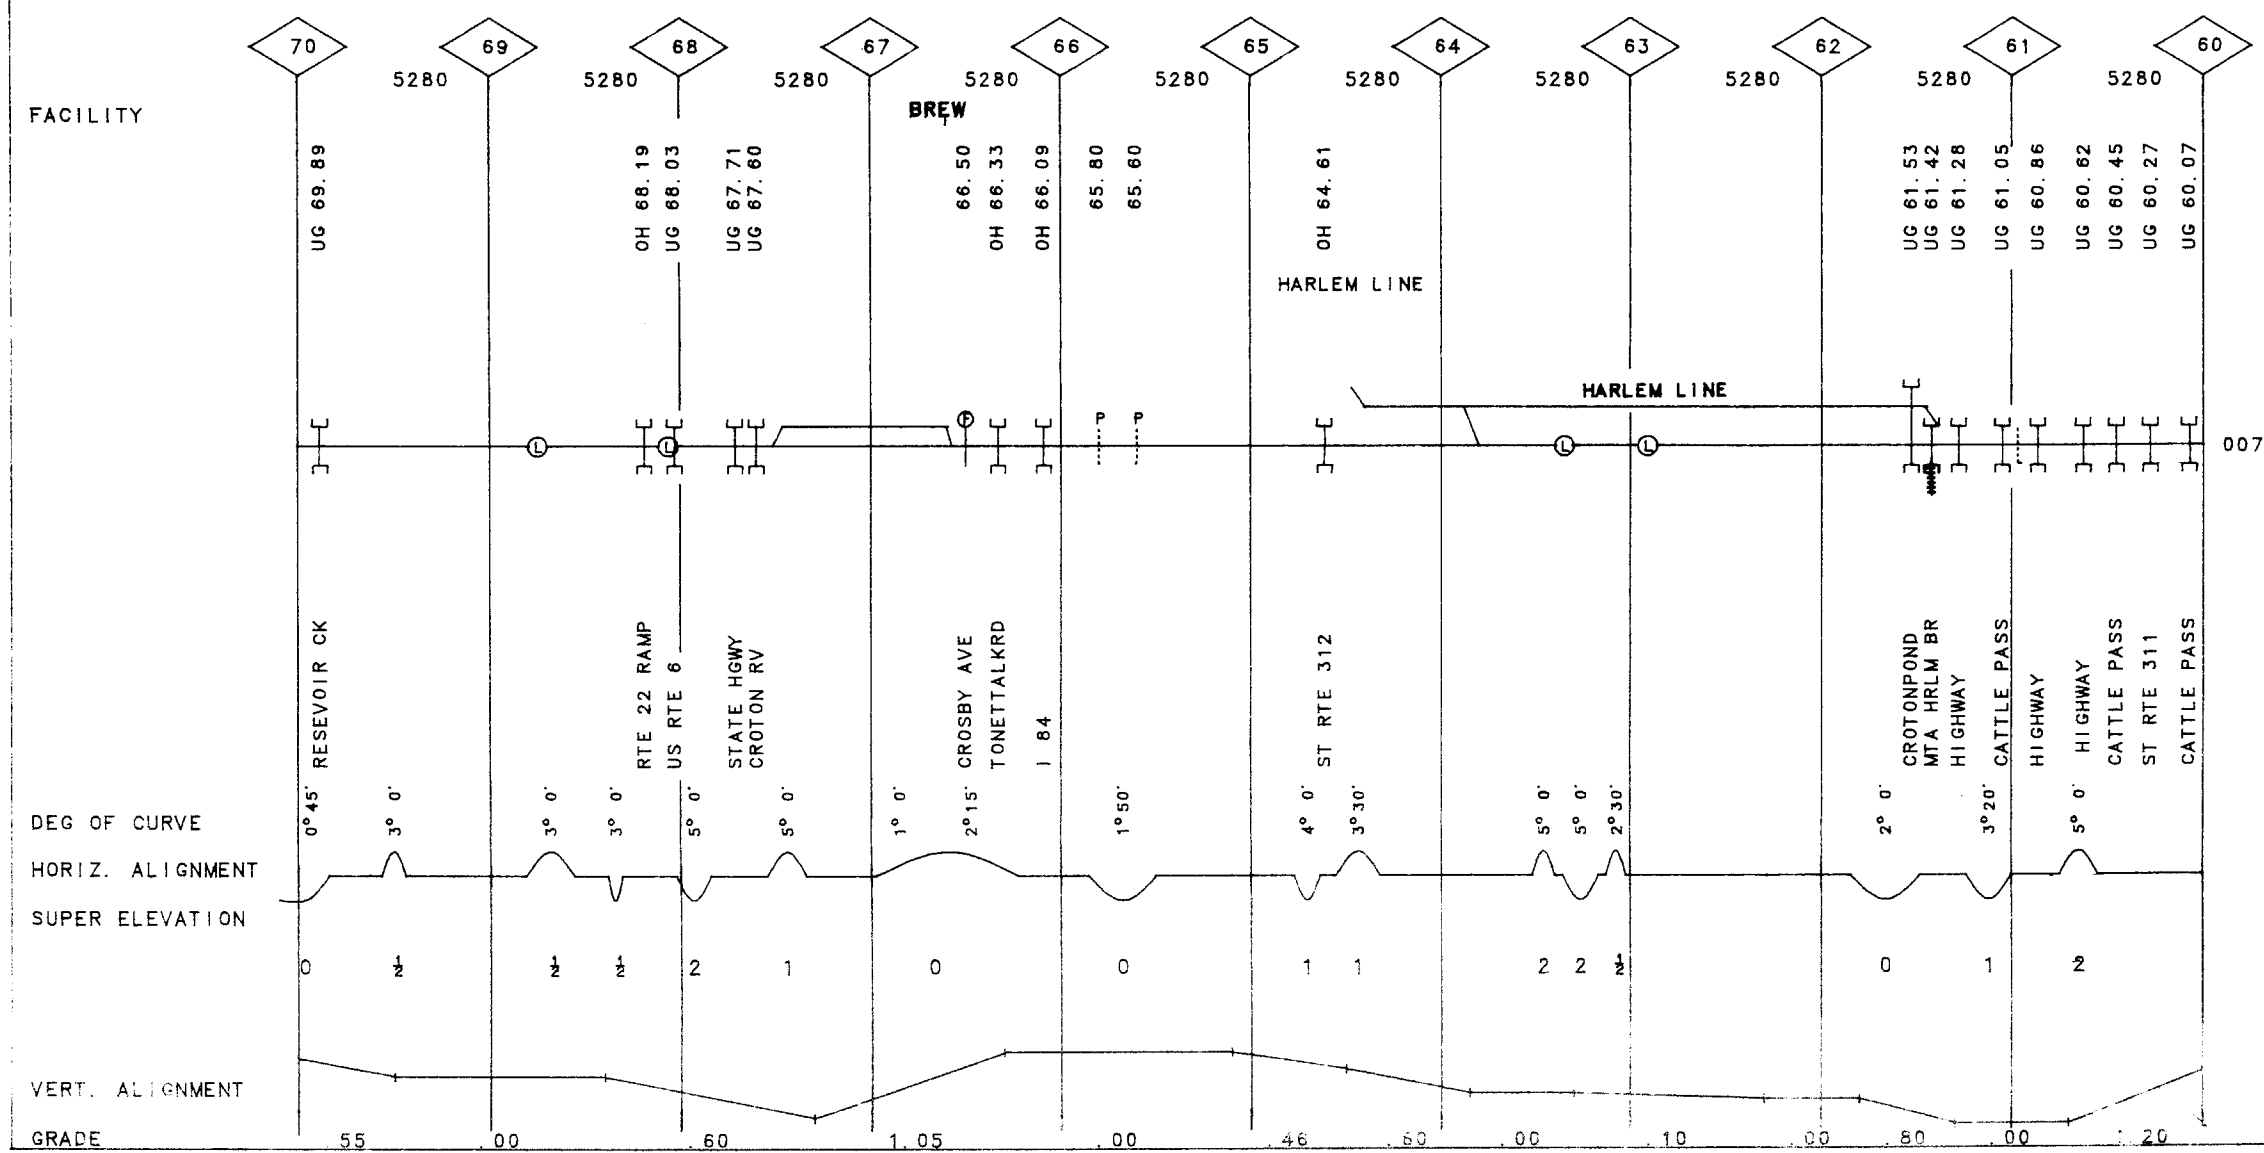 70 69 68 67 66 65 64 63 62 61 60
5280 5280 5280 5280 5280 5280 5280 5280 5280 5280
FACILITY
BREW
UG 69.89
OH 68.19
UG 68.03
UG 67.71
UG 67.60
66.50
OH 66.33
OH 66.09
65.80
65.60
OH 64.61
UG 61.53
UG 61.42
UG 61.28
UG 61.05
UG 60.86
UG 60.62
UG 60.45
UG 60.27
UG 60.07
HARLEM LINE
HARLEM LINE
L L F P P L L
007
RESEVOIR CK
RTE 22 RAMP
US RTE 6
STATE HGWY
CROTON RV
CROSBY AVE
TONETTALKRD
I 84
ST RTE 312
CROTONPOND
MTA HRLM BR
HIGHWAY
CATTLE PASS
HIGHWAY
HIGHWAY
CATTLE PASS
ST RTE 311
CATTLE PASS
DEG OF CURVE
0°45' 3° 0' 3° 0' 3° 0' 5° 0' 5° 0' 1° 0' 2°15' 1°50' 4° 0' 3°30' 5° 0' 5° 0' 2°30' 2° 0' 3°20' 5° 0'
HORIZ. ALIGNMENT
SUPER ELEVATION
0 ½ ½ ½ 2 1 0 0 1 1 2 2 ½ 0 1 2
VERT. ALIGNMENT
GRADE .55 .00 .60 1.05 .00 .46 .60 .00 .10 .00 .80 .00 1.20